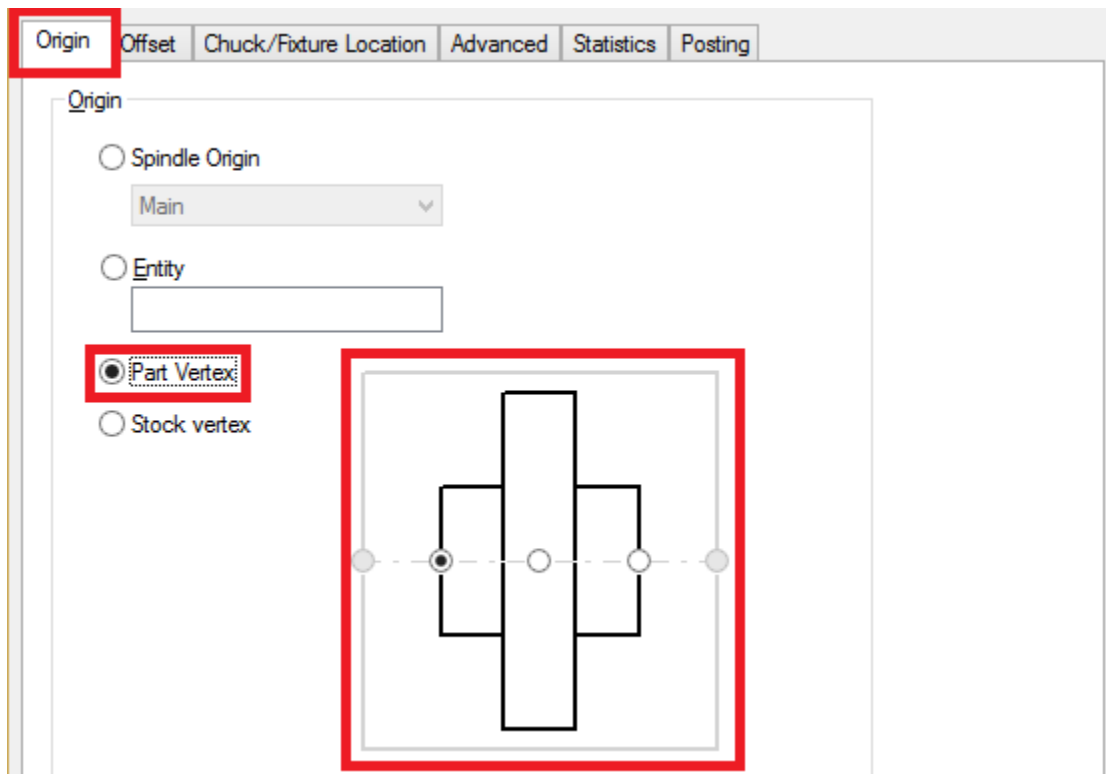 Origin Offset Chuck/Fixture Location Advanced Statistics Posting
Origin
Spindle Origin
Main
Entity
Part Vertex
Stock vertex